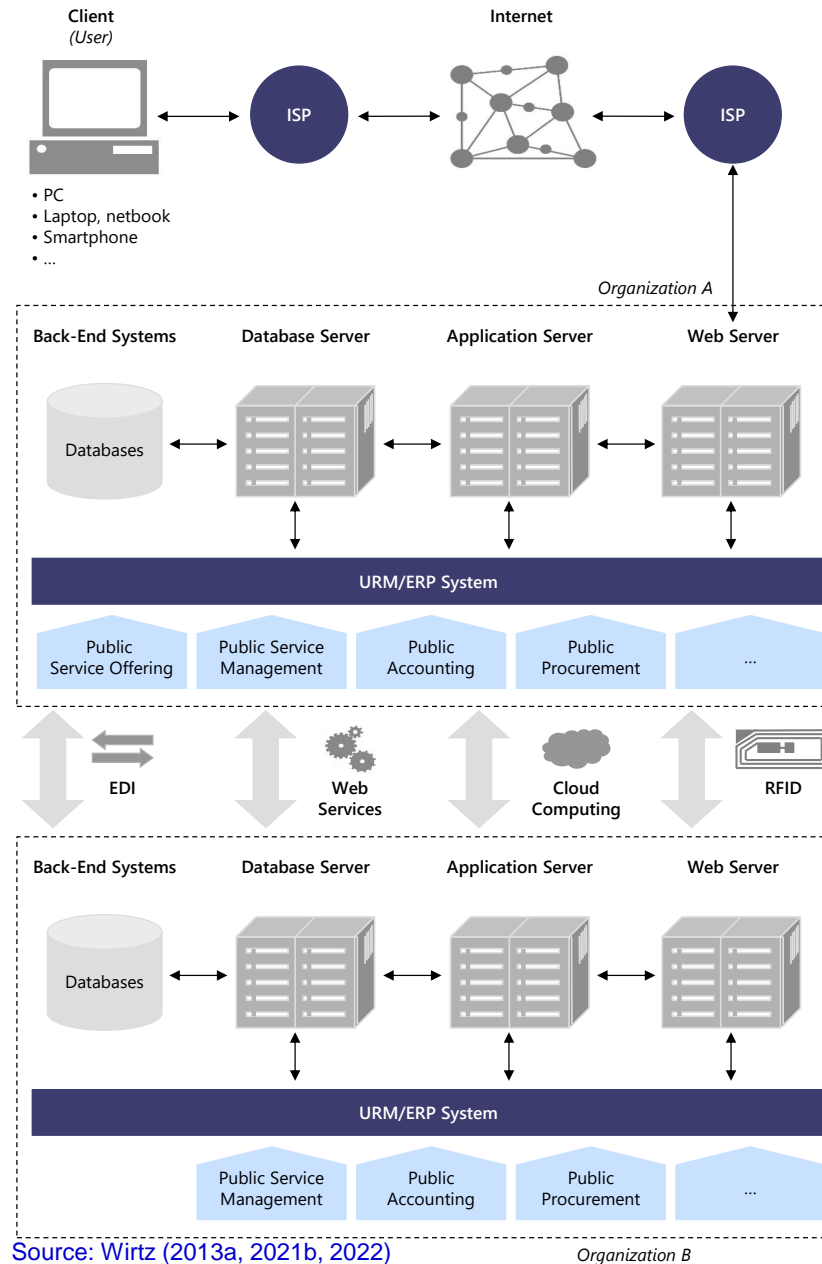 Client
(User)
Internet
ISP
ISP
• PC
• Laptop, netbook
• Smartphone
• ...
Organization A
Back-End Systems
Database Server
Application Server
Web Server
Databases
URM/ERP System
Public
Service Offering
Public Service
Management
Public
Accounting
Public
Procurement
...
EDI
Web
Services
Cloud
Computing
RFID
Back-End Systems
Database Server
Application Server
Web Server
Databases
URM/ERP System
Public Service
Management
Public
Accounting
Public
Procurement
...
Source: Wirtz (2013a, 2021b, 2022)
Organization B